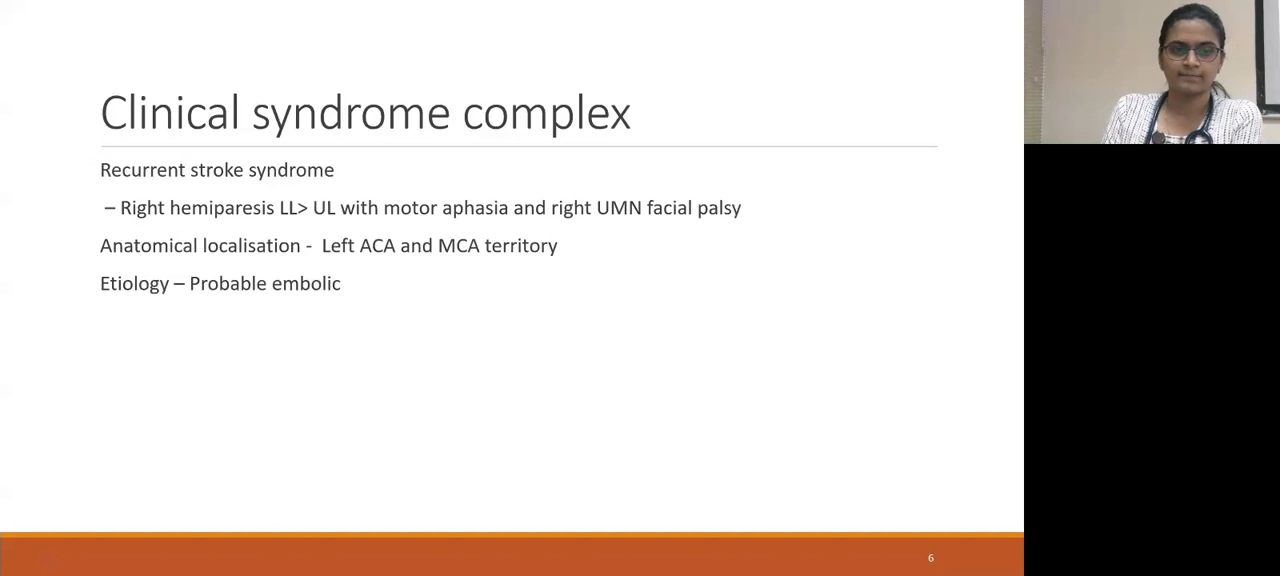 Clinical syndrome complex
Recurrent stroke syndrome
– Right hemiparesis LL> UL with motor aphasia and right UMN facial palsy
Anatomical localisation -  Left ACA and MCA territory
Etiology – Probable embolic
6